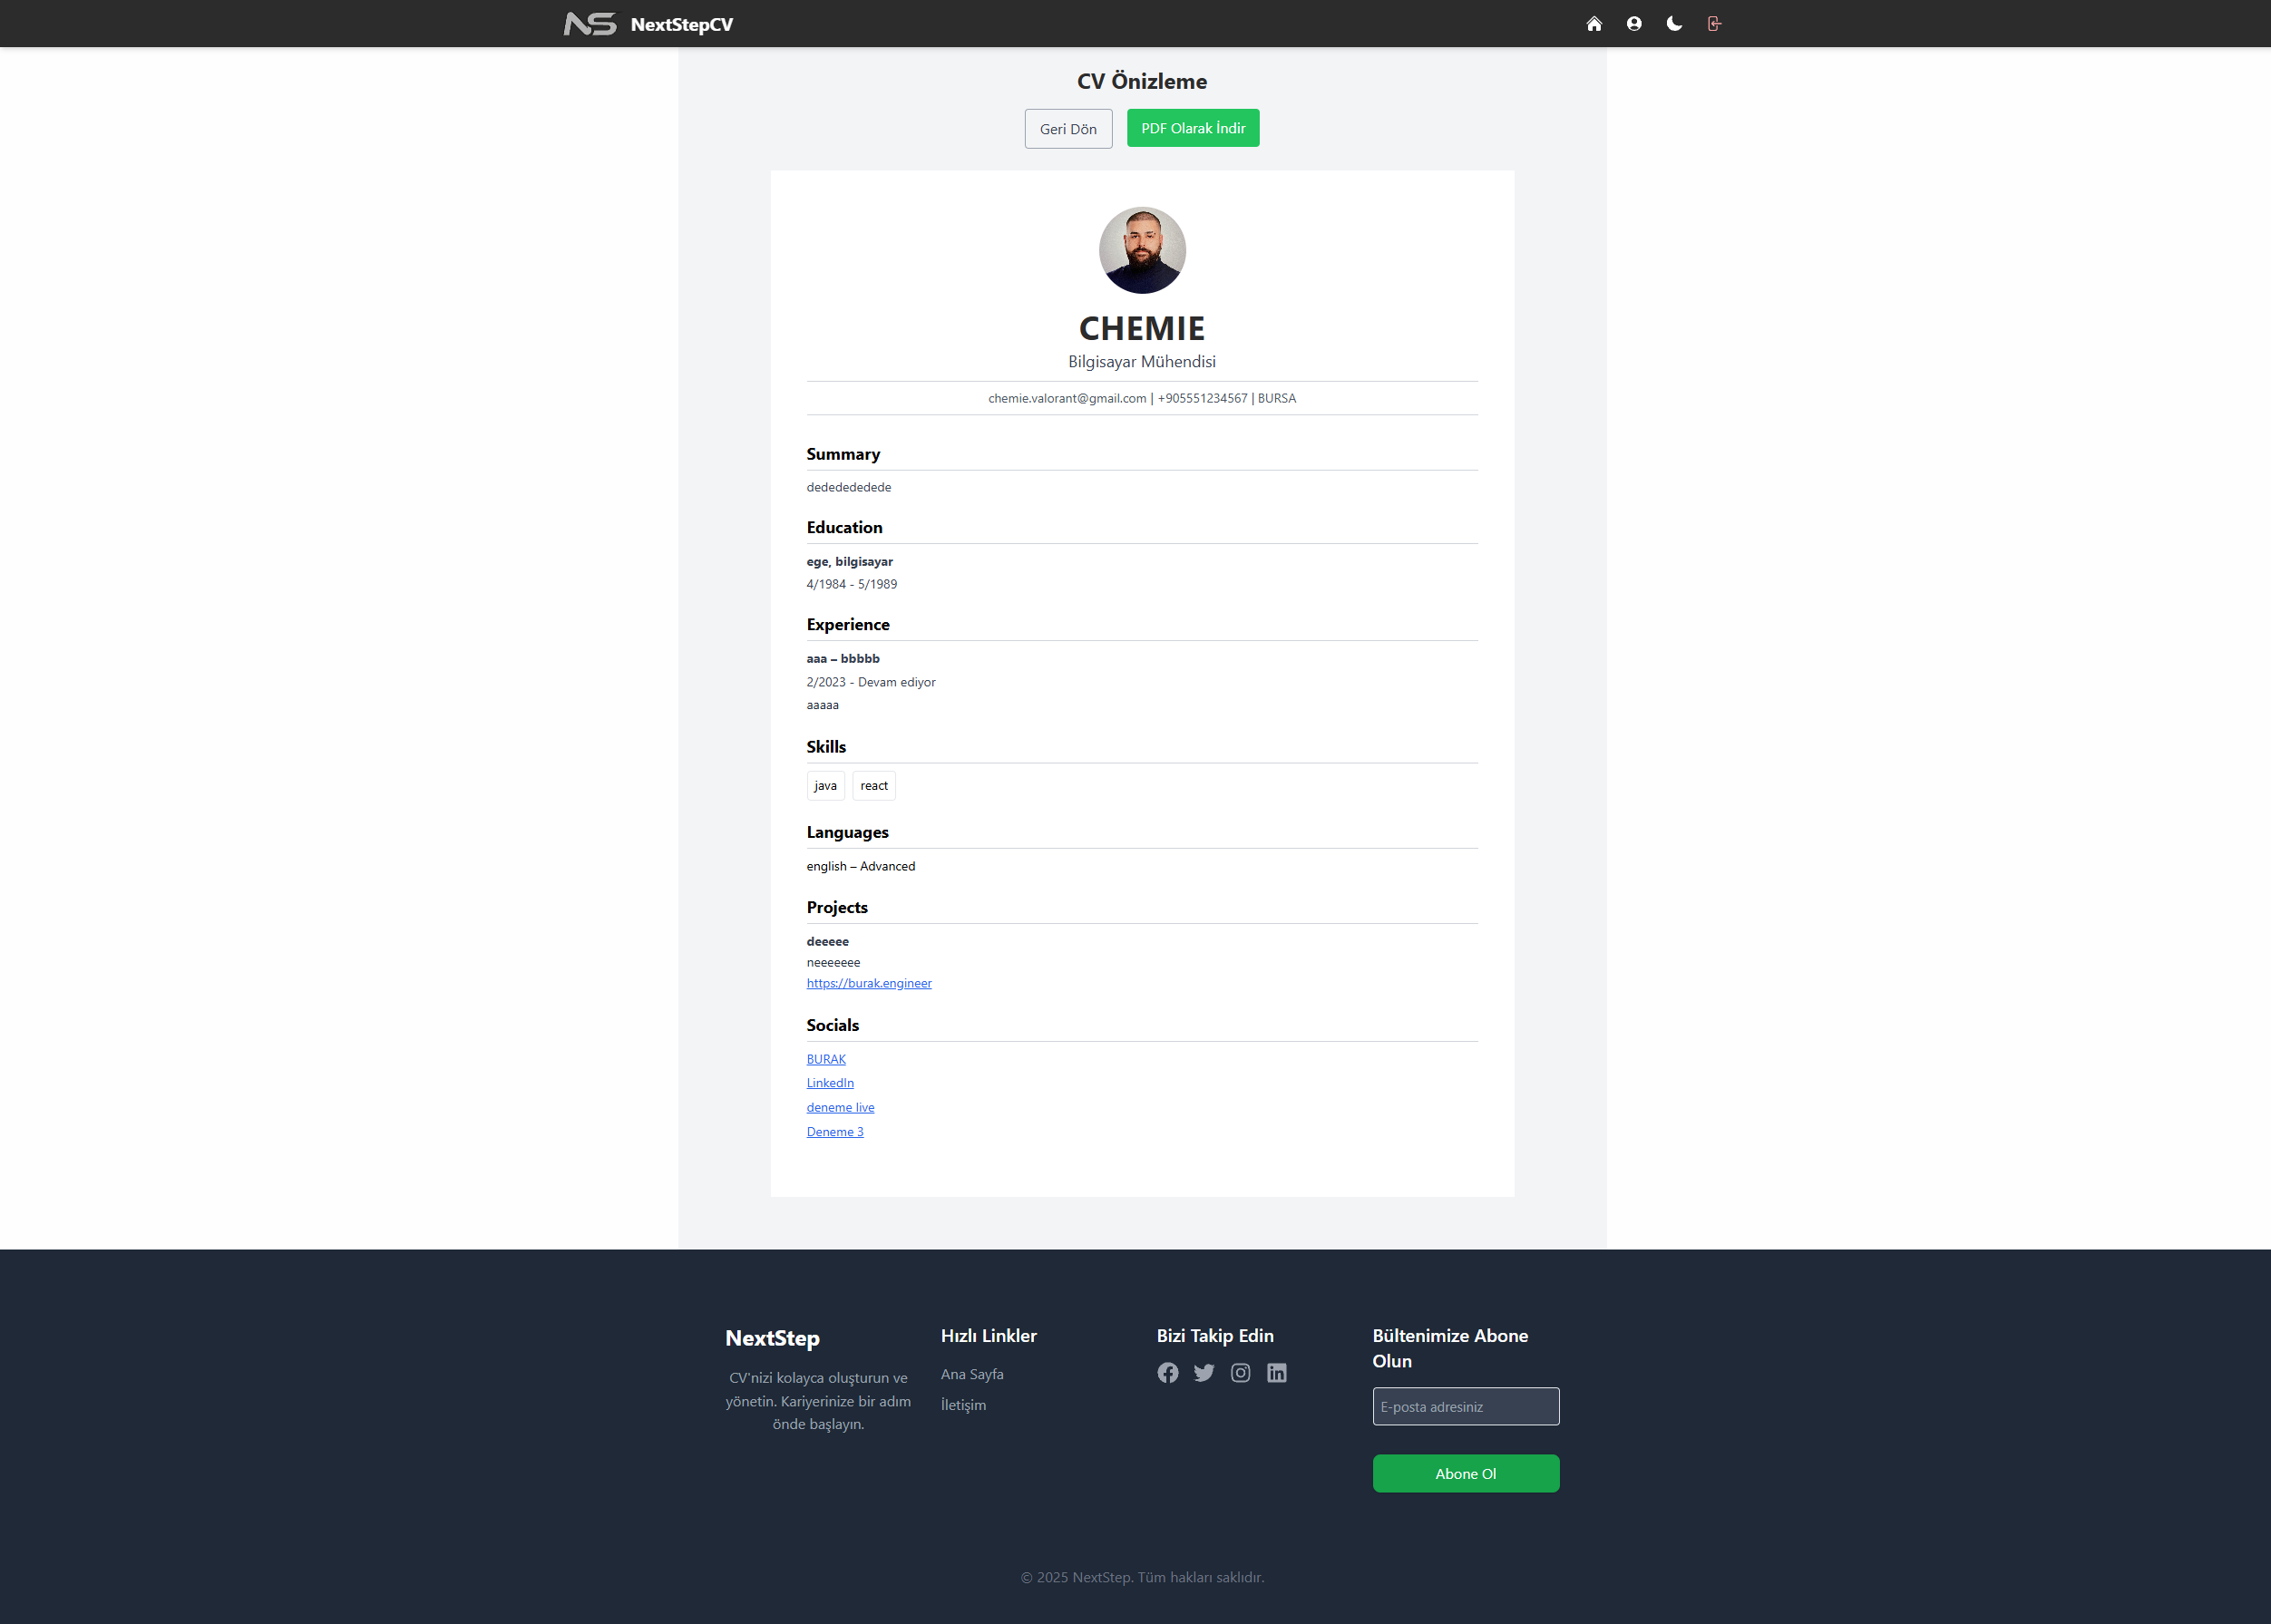 NS NextStepCV
CV Önizleme
Geri Dön
PDF Olarak İndir
CHEMIE
Bilgisayar Mühendisi
chemie.valorant@gmail.com | +905551234567 | BURSA
Summary
dededededede
Education
ege, bilgisayar
4/1984 - 5/1989
Experience
aaa – bbbbb
2/2023 - Devam ediyor
aaaaa
Skills
java
react
Languages
english – Advanced
Projects
deeeee
neeeeeee
https://burak.engineer
Socials
BURAK
LinkedIn
deneme live
Deneme 3
NextStep
CV'nizi kolayca oluşturun ve
yönetin. Kariyerinize bir adım
önde başlayın.
Hızlı Linkler
Ana Sayfa
İletişim
Bizi Takip Edin
Bültenimize Abone
Olun
E-posta adresiniz
Abone Ol
© 2025 NextStep. Tüm hakları saklıdır.